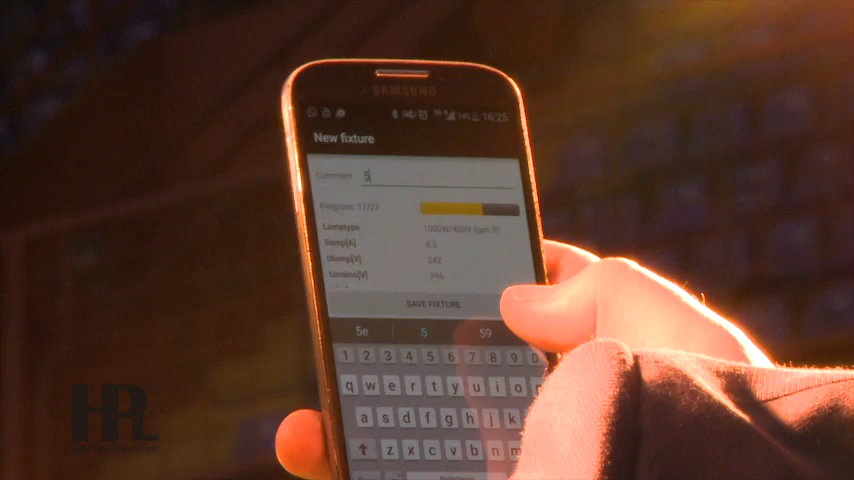 SAMSUNG
16:25
New fixture
Comment 5
Progress: 17/27
Lamptype 1000W/400V (gen.3)
Ilamp[A] 4.3
Ulamp[V] 242
Umains[V] 396
SAVE FIXTURE
5e 5 59
1 2 3 4 5 6 7 8 9 0
q w e r t y u i
a s d f g h j k
z x c v b n m
HPL